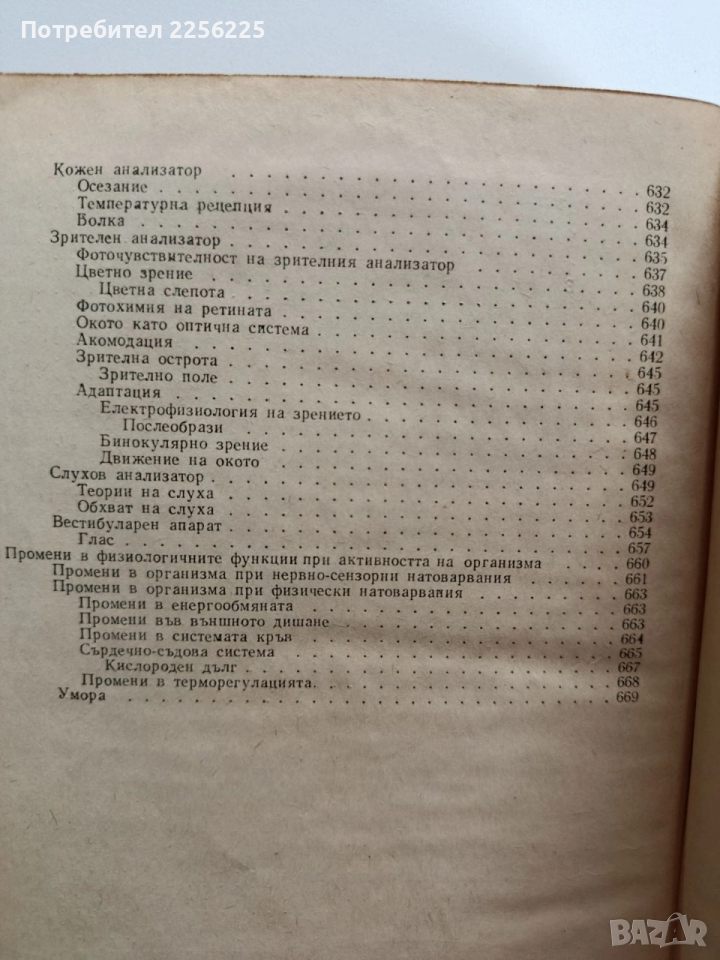 Потребител 2256225
Кожен анализатор . . . . . . . . . . . . . . . 632
Осезание . . . . . . . . . . . . . . . 632
Температурна рецепция . . . . . . . . . . . . . . . 634
Болка . . . . . . . . . . . . . . . 634
Зрителен анализатор . . . . . . . . . . . . . . . 635
Фоточувствителност на зрителния анализатор . . . . . . . . 637
Цветно зрение . . . . . . . . . . . . . . . 638
Цветна слепота . . . . . . . . . . . . . . . 640
Фотохимия на ретината . . . . . . . . . . . . . . . 640
Окото като оптична система . . . . . . . . . . . . . 641
Акомодация . . . . . . . . . . . . . . . 642
Зрителна острота . . . . . . . . . . . . . . . 645
Зрително поле . . . . . . . . . . . . . . . 645
Адаптация . . . . . . . . . . . . . . . 645
Електрофизиология на зрението . . . . . . . . . . . . 646
Послеобрази . . . . . . . . . . . . . . . 647
Бинокулярно зрение . . . . . . . . . . . . . . . 648
Движение на окото . . . . . . . . . . . . . . . 649
Слухов анализатор . . . . . . . . . . . . . . . 649
Теории на слуха . . . . . . . . . . . . . . . 652
Обхват на слуха . . . . . . . . . . . . . . . 653
Вестибуларен апарат . . . . . . . . . . . . . . . 654
Глас . . . . . . . . . . . . . . . 657
Промени в физиологичните функции при активността на организма . . . 660
Промени в организма при нервно-сензорни натоварвания . . . . 661
Промени в организма при физически натоварвания . . . . . . 663
Промени в енергообмяната . . . . . . . . . . . . . 663
Промени във външното дишане . . . . . . . . . . . . 663
Промени в системата кръв . . . . . . . . . . . . . 664
Сърдечно-съдова система . . . . . . . . . . . . . 665
Кислороден дълг . . . . . . . . . . . . . . . 667
Промени в терморегулацията. . . . . . . . . . . . . 668
Умора . . . . . . . . . . . . . . . 669
BAZAR